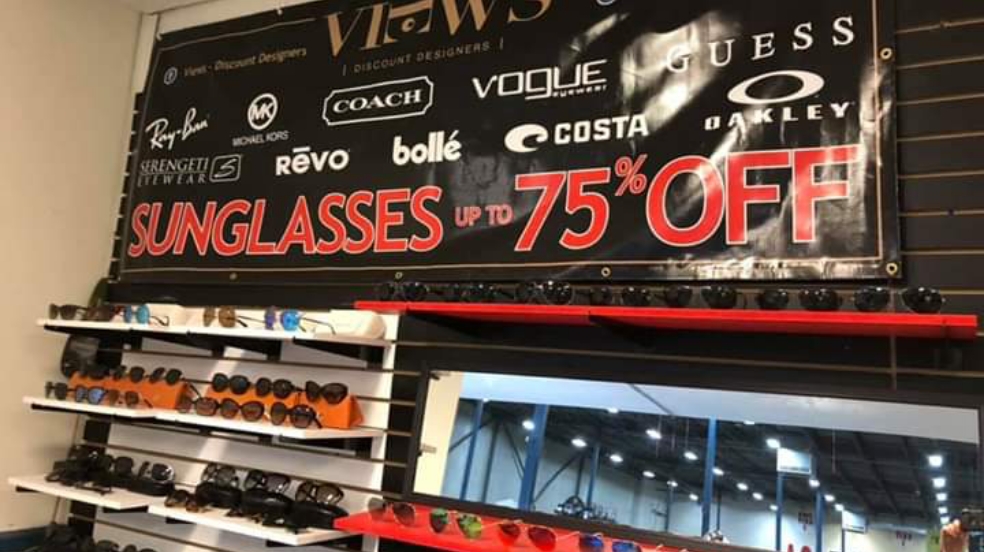 VIEWS
Views - Discount Designers
| DISCOUNT DESIGNERS |
GUESS
VOGUE
eyewear
COACH
MK
MICHAEL KORS
Ray-Ban
OAKLEY
COSTA
bollé
RĒVO
SERENGETI
EYEWEAR S
SUNGLASSES UP TO 75% OFF